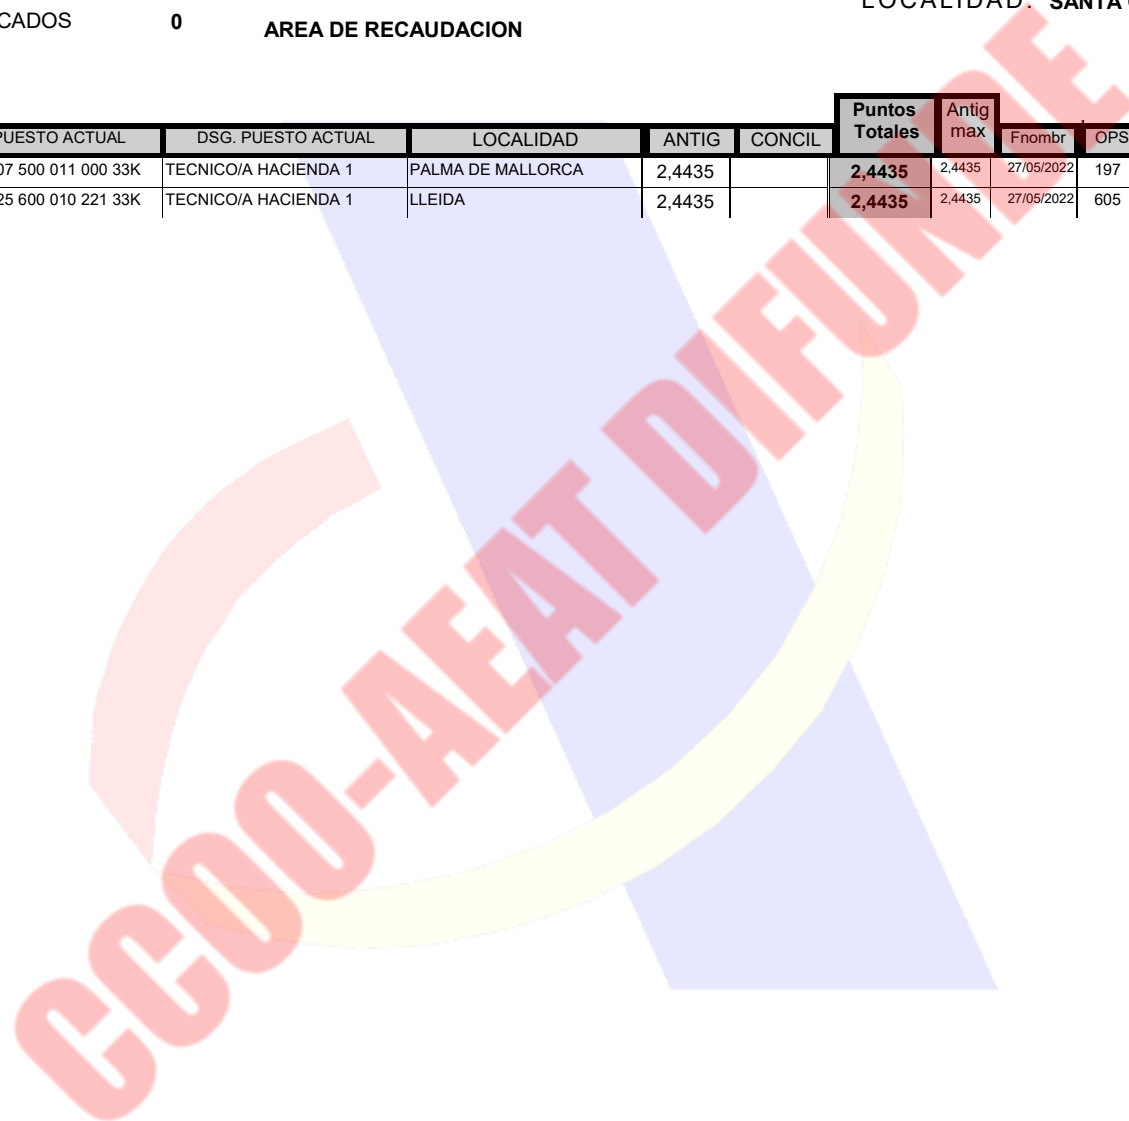 LOCALIDAD: SANTA
CADOS 0 AREA DE RECAUDACION
PUESTO ACTUAL DSG. PUESTO ACTUAL LOCALIDAD ANTIG CONCIL Puntos Totales Antig max Fnombr OPS
07 500 011 000 33K TECNICO/A HACIENDA 1 PALMA DE MALLORCA 2,4435 2,4435 2,4435 27/05/2022 197
25 600 010 221 33K TECNICO/A HACIENDA 1 LLEIDA 2,4435 2,4435 2,4435 27/05/2022 605
CCOO-AEAT DIFUNDE